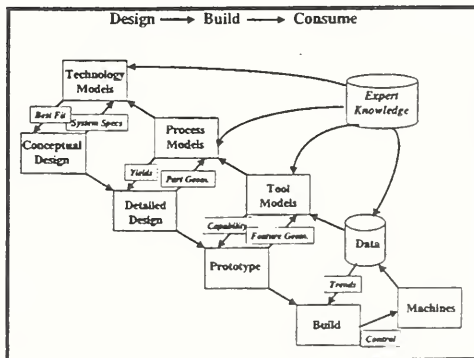 Design → Build → Consume
Technology
Models
Expert
Knowledge
Best Fit
System Specs
Process
Models
Conceptual
Design
Yields
Part Geom.
Tool
Models
Detailed
Design
Capability
Feature Geom.
Data
Prototype
Trends
Machines
Build
Control